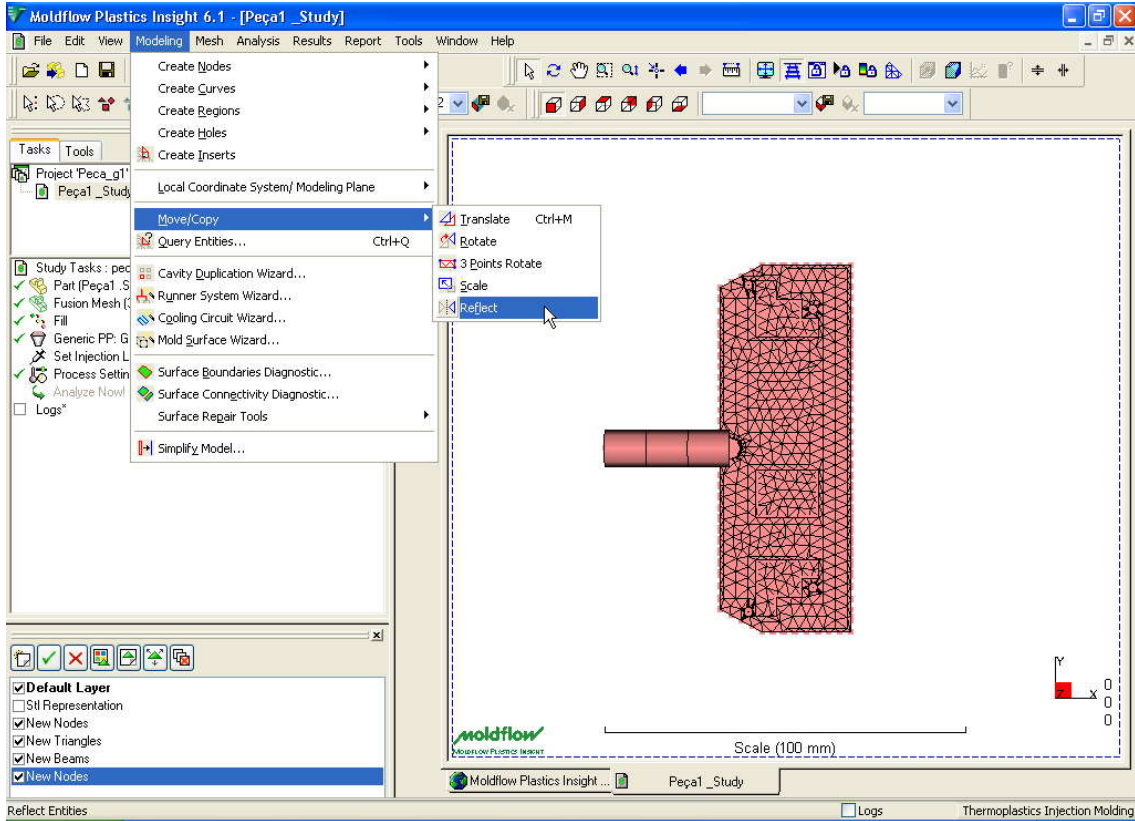 Moldflow Plastics Insight 6.1 - [Peça1 _Study]
File Edit View Modeling Mesh Analysis Results Report Tools Window Help
Create Nodes
Create Curves
Create Regions
Create Holes
Create Inserts
Local Coordinate System/ Modeling Plane
Move/Copy
Query Entities... Ctrl+Q
Cavity Duplication Wizard...
Runner System Wizard...
Cooling Circuit Wizard...
Mold Surface Wizard...
Surface Boundaries Diagnostic...
Surface Connectivity Diagnostic...
Surface Repair Tools
Simplify Model...
Translate Ctrl+M
Rotate
3 Points Rotate
Scale
Reflect
2
Tasks Tools
Project 'Peca_g1'
Peça1 _Study
Study Tasks : pec
Part (Peça1 .S
Fusion Mesh (3
Fill
Generic PP: G
Set Injection L
Process Settin
Analyze Now!
Logs*
Default Layer
Stl Representation
New Nodes
New Triangles
New Beams
New Nodes
Y
Z X
0
0
0
moldflow
MOLDFLOW PLASTICS INSIGHT
Scale (100 mm)
Moldflow Plastics Insight ... Peça1 _Study
Reflect Entities Logs Thermoplastics Injection Molding